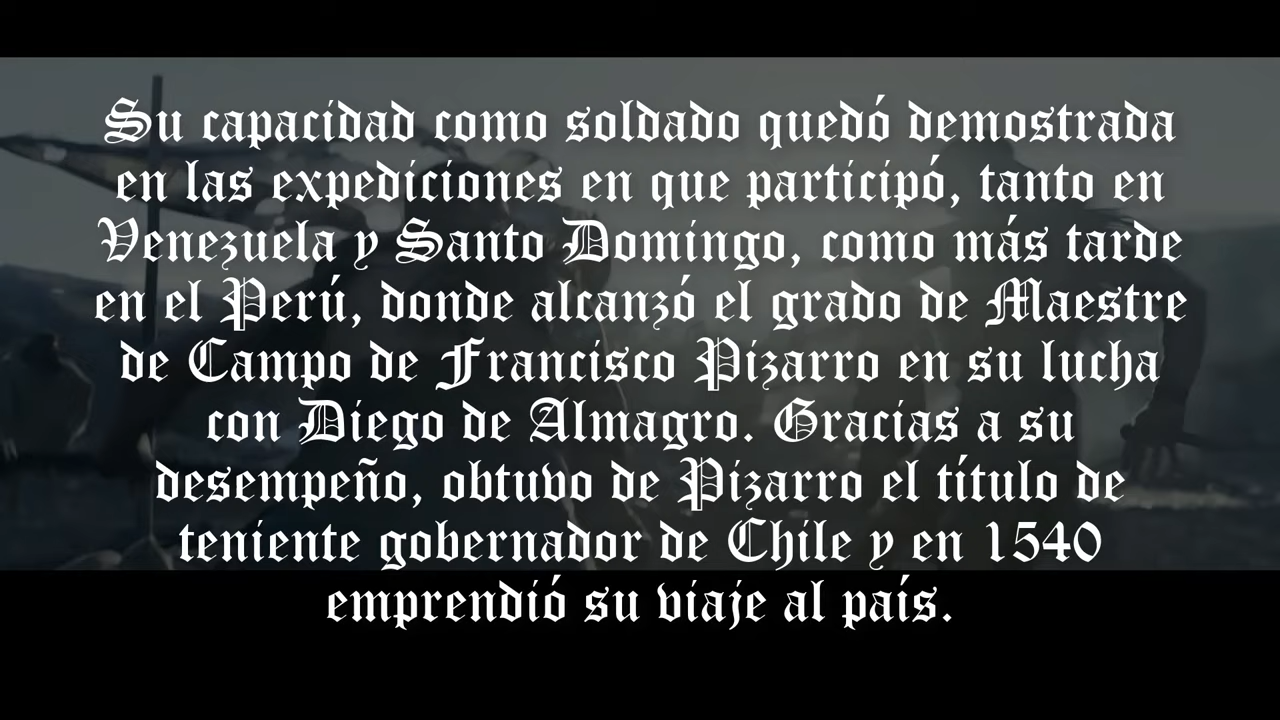 Su capacidad como soldado quedó demostrada
en las expediciones en que participó, tanto en
Venezuela y Santo Domingo, como más tarde
en el Perú, donde alcanzó el grado de Maestre
de Campo de Francisco Pizarro en su lucha
con Diego de Almagro. Gracias a su
desempeño, obtuvo de Pizarro el título de
teniente gobernador de Chile y en 1540
emprendió su viaje al país.